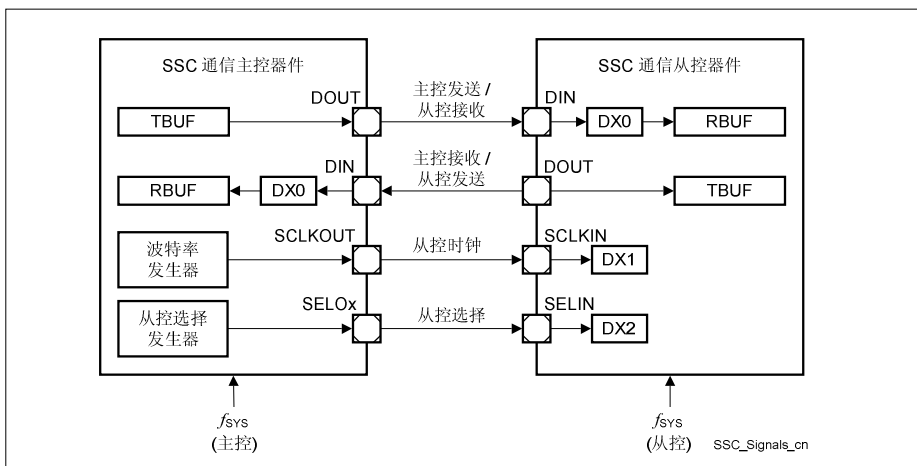 SSC 通信主控器件
SSC 通信从控器件
DOUT
主控发送 /
从控接收
DIN
TBUF
DX0
RBUF
DIN
主控接收 /
从控发送
DOUT
RBUF
DX0
TBUF
SCLKOUT
从控时钟
SCLKIN
波特率
发生器
DX1
SELOx
从控选择
SELIN
从控选择
发生器
DX2
fSYS
(主控)
fSYS
(从控)
SSC_Signals_cn